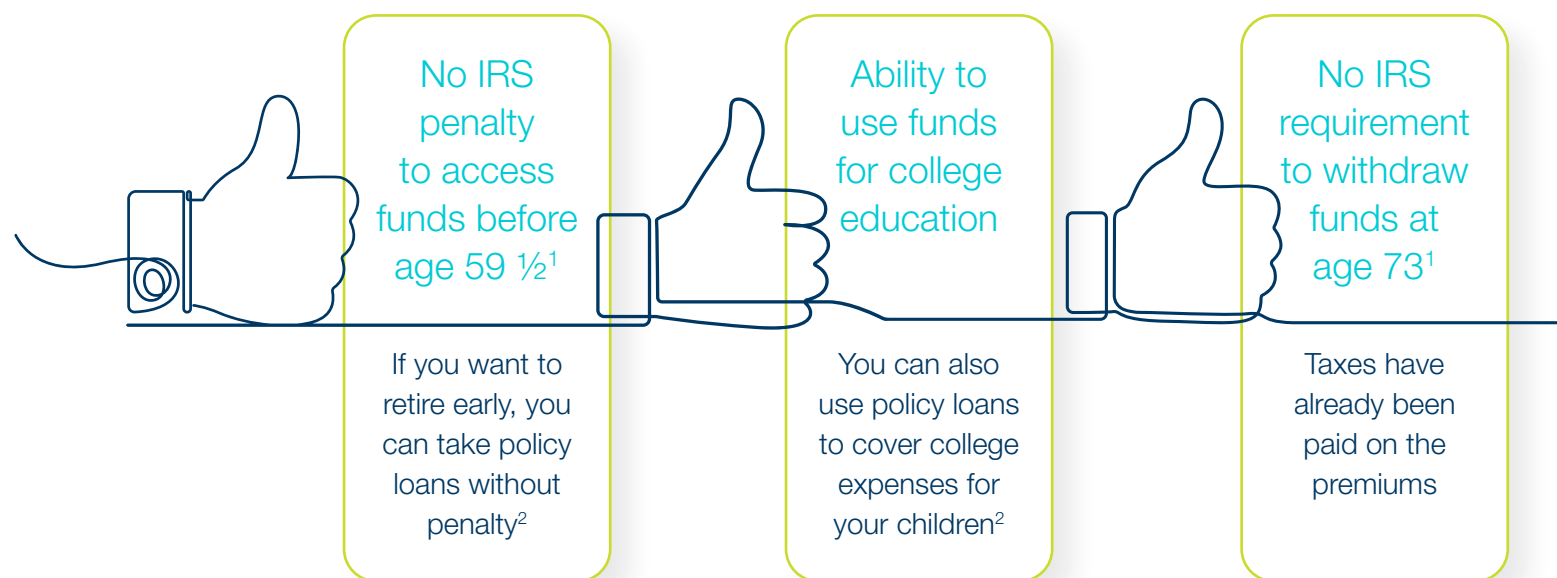 No IRS
penalty
to access
funds before
age 59 ½¹
If you want to
retire early, you
can take policy
loans without
penalty²
Ability to
use funds
for college
education
You can also
use policy loans
to cover college
expenses for
your children²
No IRS
requirement
to withdraw
funds at
age 73¹
Taxes have
already been
paid on the
premiums